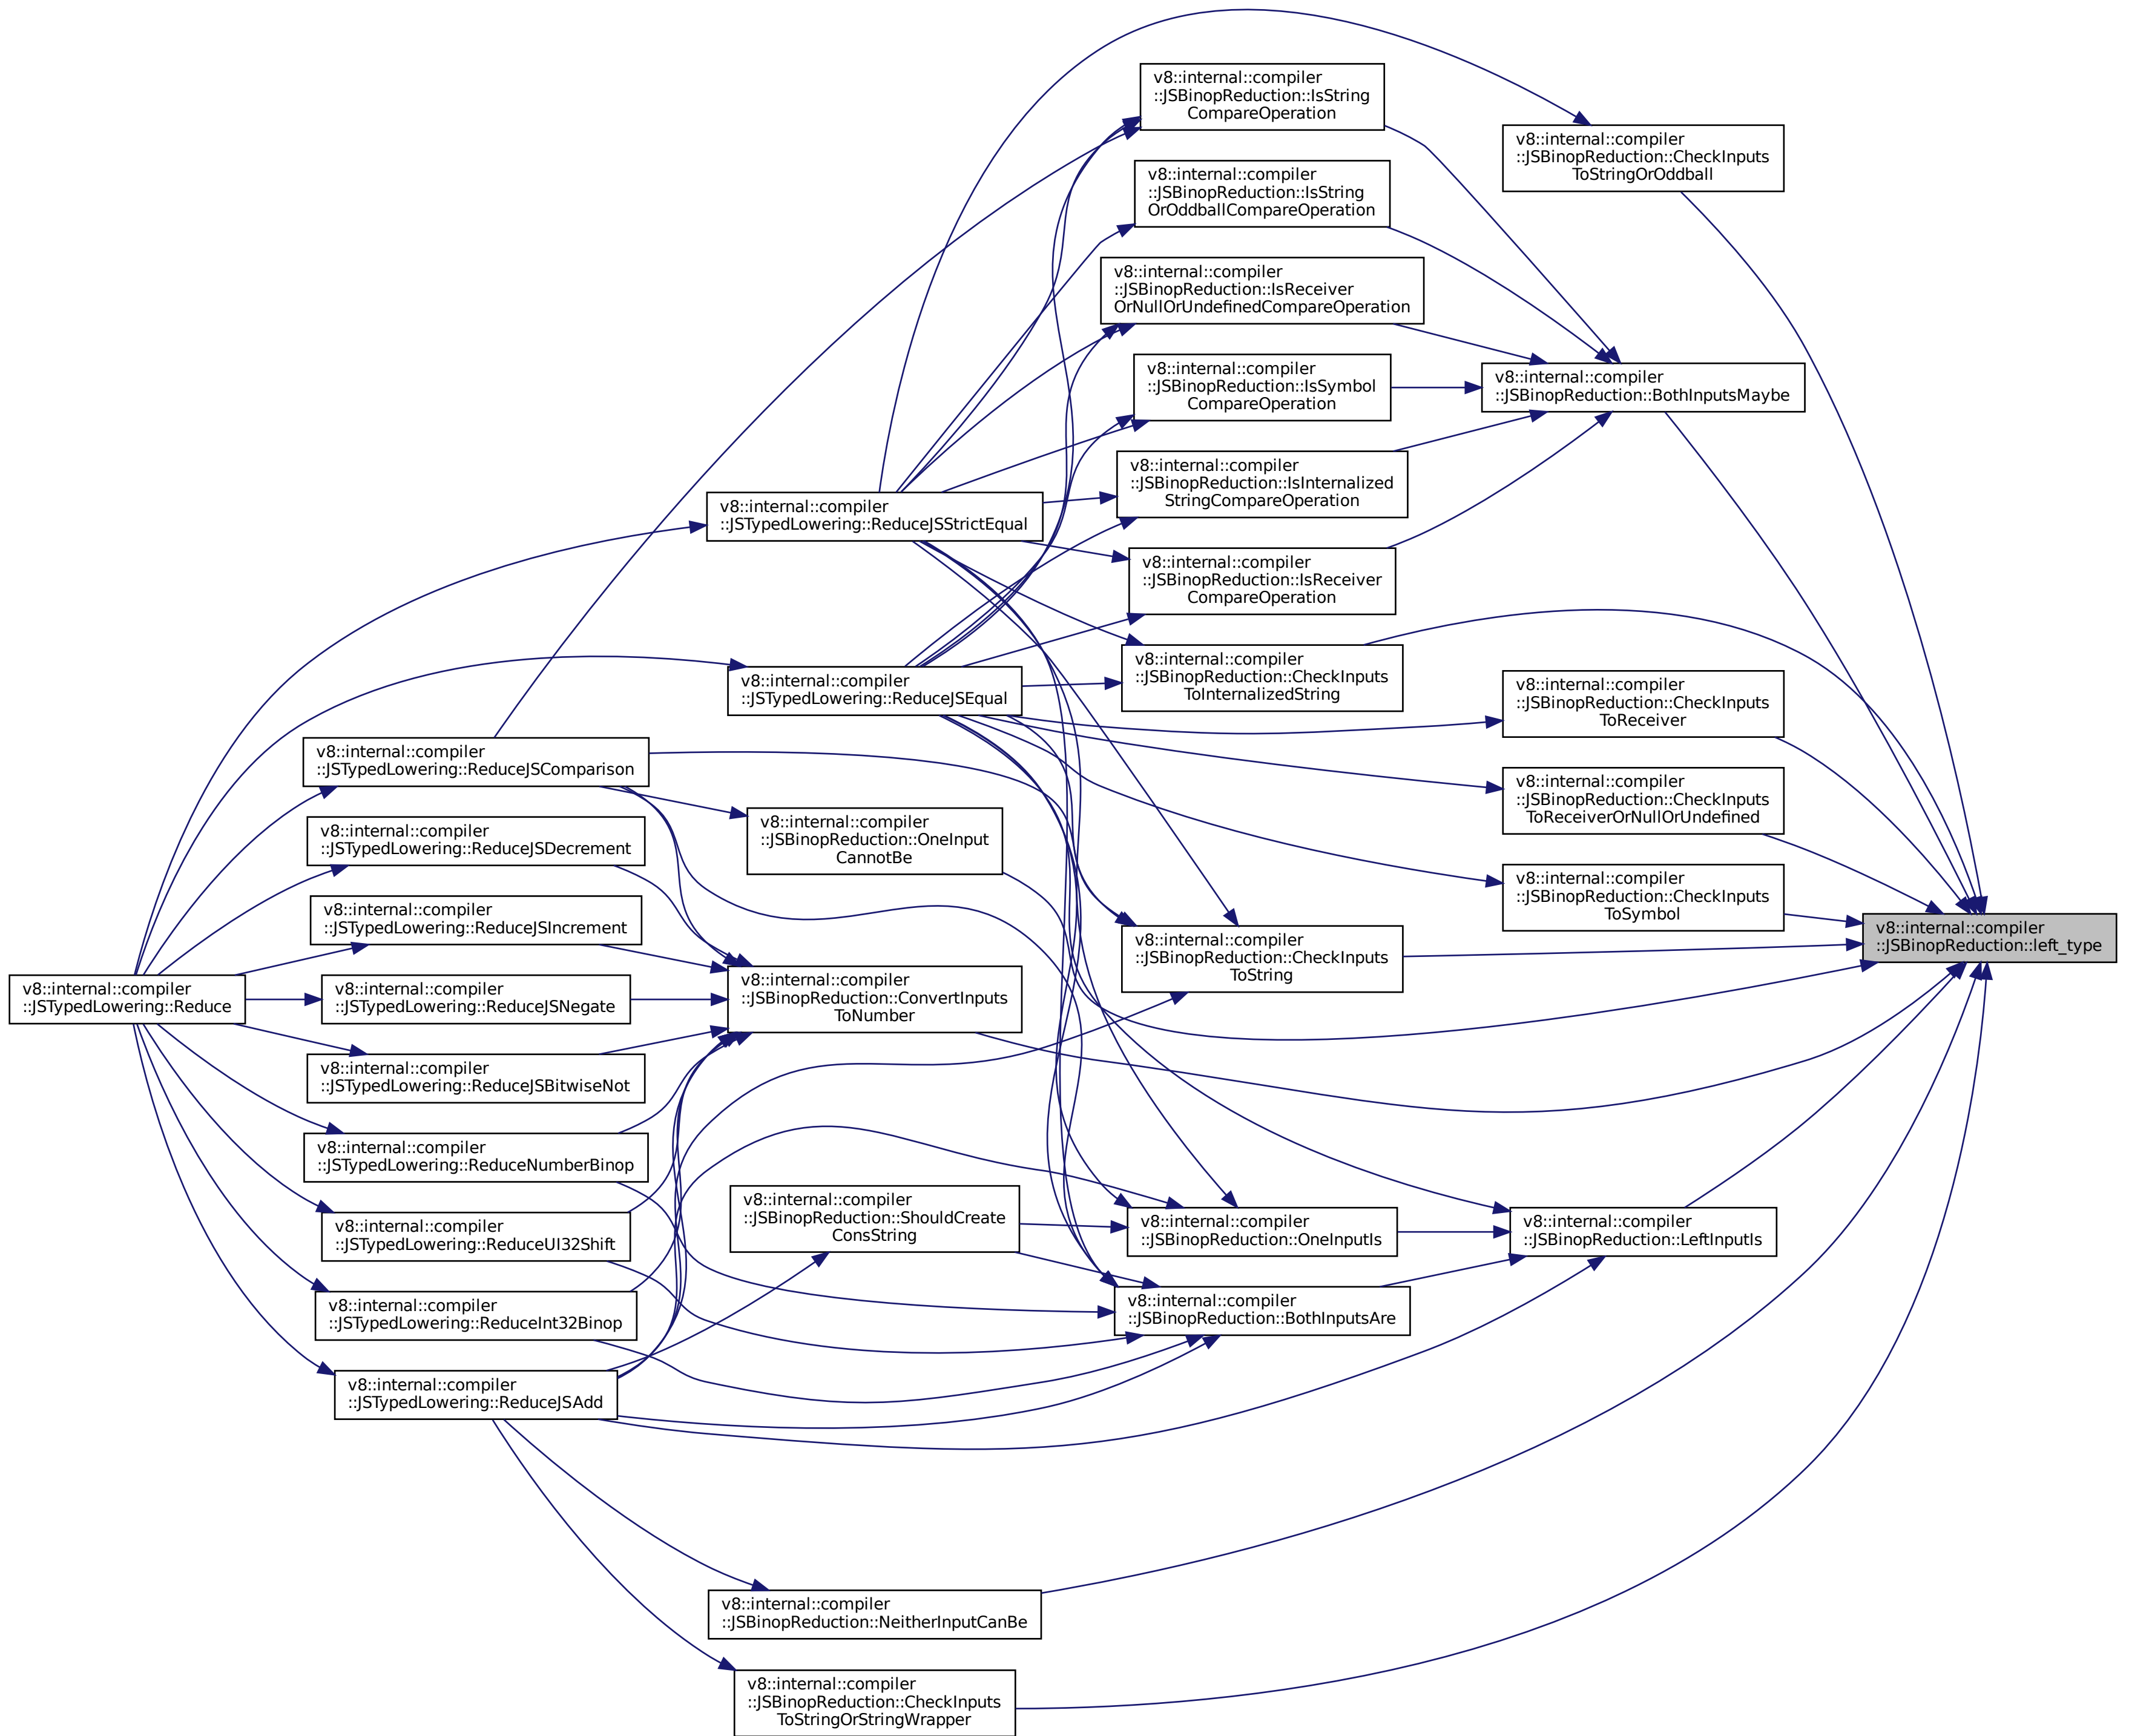 v8::internal::compiler
::JSBinopReduction::IsString
CompareOperation
v8::internal::compiler
::JSBinopReduction::CheckInputs
ToStringOrOddball
v8::internal::compiler
::JSBinopReduction::IsString
OrOddballCompareOperation
v8::internal::compiler
::JSBinopReduction::IsReceiver
OrNullOrUndefinedCompareOperation
v8::internal::compiler
::JSBinopReduction::IsSymbol
CompareOperation
v8::internal::compiler
::JSBinopReduction::BothInputsMaybe
v8::internal::compiler
::JSBinopReduction::IsInternalized
StringCompareOperation
v8::internal::compiler
::JSTypedLowering::ReduceJSStrictEqual
v8::internal::compiler
::JSBinopReduction::IsReceiver
CompareOperation
v8::internal::compiler
::JSBinopReduction::CheckInputs
ToInternalizedString
v8::internal::compiler
::JSTypedLowering::ReduceJSEqual
v8::internal::compiler
::JSBinopReduction::CheckInputs
ToReceiver
v8::internal::compiler
::JSTypedLowering::ReduceJSComparison
v8::internal::compiler
::JSBinopReduction::CheckInputs
ToReceiverOrNullOrUndefined
v8::internal::compiler
::JSTypedLowering::ReduceJSDecrement
v8::internal::compiler
::JSBinopReduction::OneInput
CannotBe
v8::internal::compiler
::JSBinopReduction::CheckInputs
ToSymbol
v8::internal::compiler
::JSTypedLowering::ReduceJSIncrement
v8::internal::compiler
::JSBinopReduction::left_type
v8::internal::compiler
::JSBinopReduction::CheckInputs
ToString
v8::internal::compiler
::JSTypedLowering::Reduce
v8::internal::compiler
::JSTypedLowering::ReduceJSNegate
v8::internal::compiler
::JSBinopReduction::ConvertInputs
ToNumber
v8::internal::compiler
::JSTypedLowering::ReduceJSBitwiseNot
v8::internal::compiler
::JSTypedLowering::ReduceNumberBinop
v8::internal::compiler
::JSTypedLowering::ReduceUI32Shift
v8::internal::compiler
::JSBinopReduction::ShouldCreate
ConsString
v8::internal::compiler
::JSBinopReduction::OneInputIs
v8::internal::compiler
::JSBinopReduction::LeftInputIs
v8::internal::compiler
::JSTypedLowering::ReduceInt32Binop
v8::internal::compiler
::JSBinopReduction::BothInputsAre
v8::internal::compiler
::JSTypedLowering::ReduceJSAdd
v8::internal::compiler
::JSBinopReduction::NeitherInputCanBe
v8::internal::compiler
::JSBinopReduction::CheckInputs
ToStringOrStringWrapper